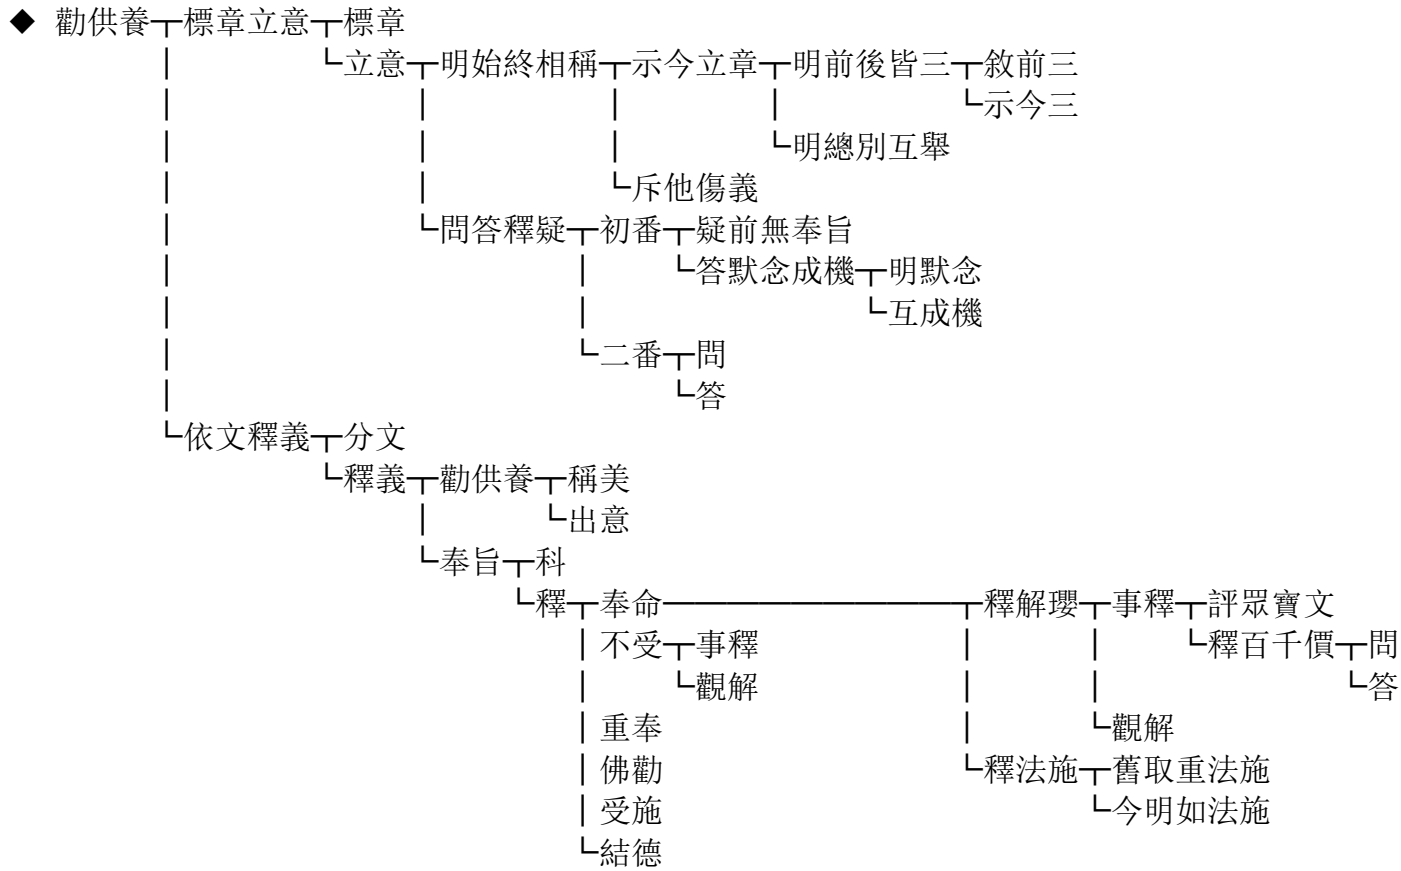 ◆ 勸供養┬標章立意┬標章
│ └立意┬明始終相稱┬示今立章┬明前後皆三┬敘前三
│ │ │ │ └示今三
│ │ │ └明總別互舉
│ │ └斥他傷義
│ └問答釋疑┬初番┬疑前無奉旨
│ │ └答默念成機┬明默念
│ │ └互成機
│ └二番┬問
│ └答
└依文釋義┬分文
└釋義┬勸供養┬稱美
│ └出意
└奉旨┬科
└釋┬奉命──────────┬釋解瓔┬事釋┬評眾寶文
│不受┬事釋 │ │ └釋百千價┬問
│ └觀解 │ │ └答
│重奉 │ └觀解
│佛勸 └釋法施┬舊取重法施
│受施 └今明如法施
└結德